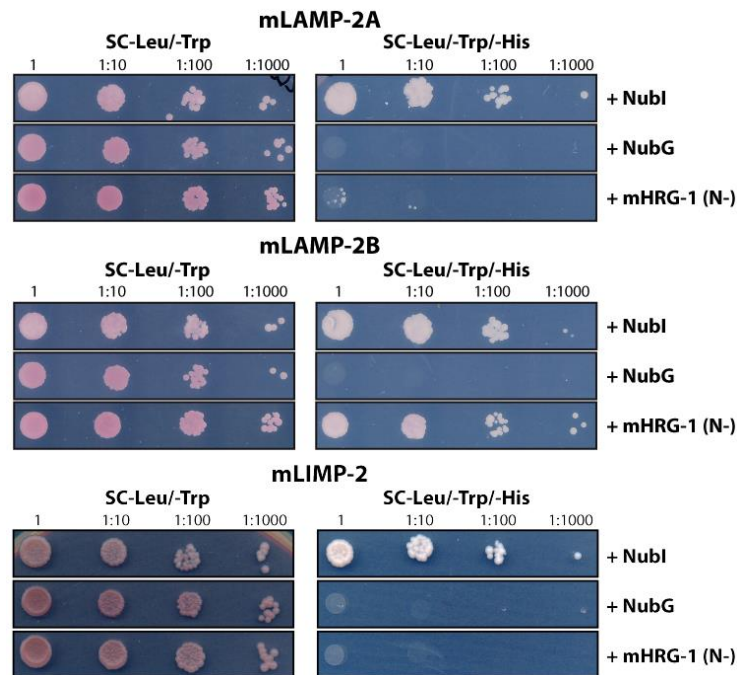 mLAMP-2A
SC-Leu/-Trp SC-Leu/-Trp/-His
1 1:10 1:100 1:1000 1 1:10 1:100 1:1000
+ NubI
+ NubG
+ mHRG-1 (N-)
mLAMP-2B
SC-Leu/-Trp SC-Leu/-Trp/-His
1 1:10 1:100 1:1000 1 1:10 1:100 1:1000
+ NubI
+ NubG
+ mHRG-1 (N-)
mLIMP-2
SC-Leu/-Trp SC-Leu/-Trp/-His
1 1:10 1:100 1:1000 1 1:10 1:100 1:1000
+ NubI
+ NubG
+ mHRG-1 (N-)